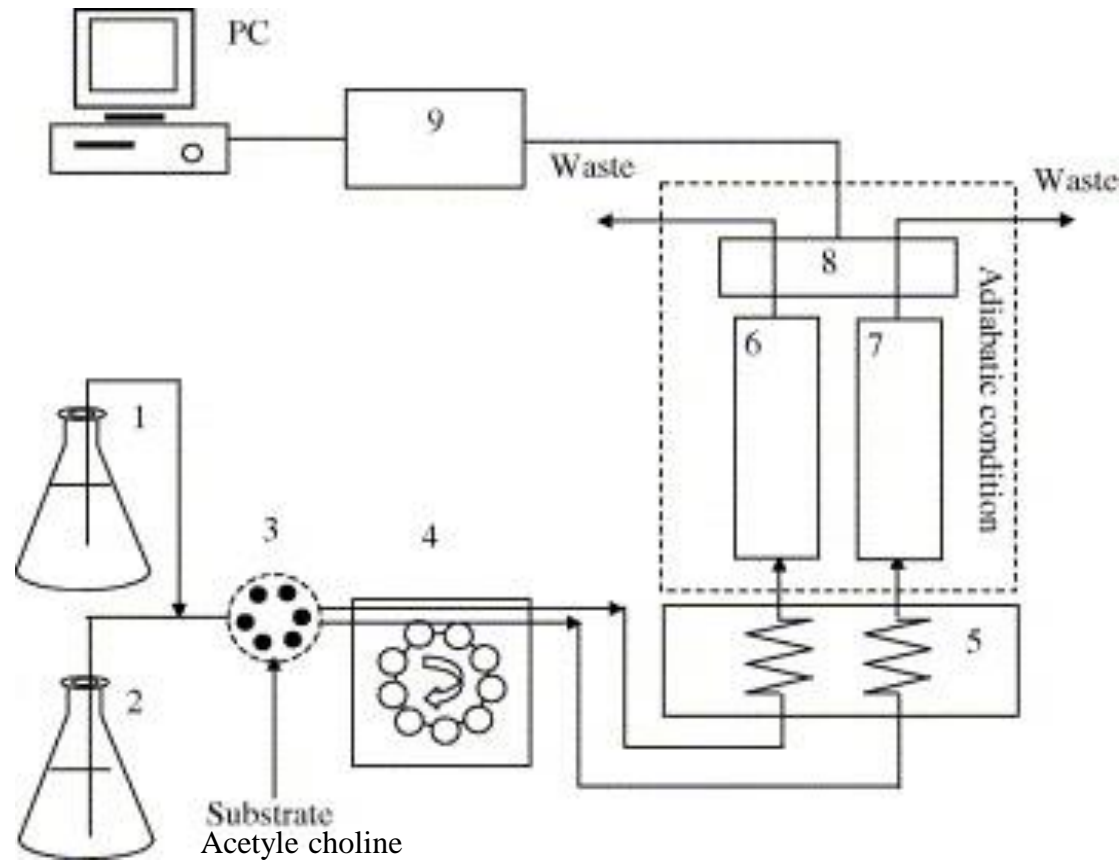 PC
9
Waste
Waste
8
Adiabatic condition
6
7
1
3
4
5
2
Substrate
Acetyle choline